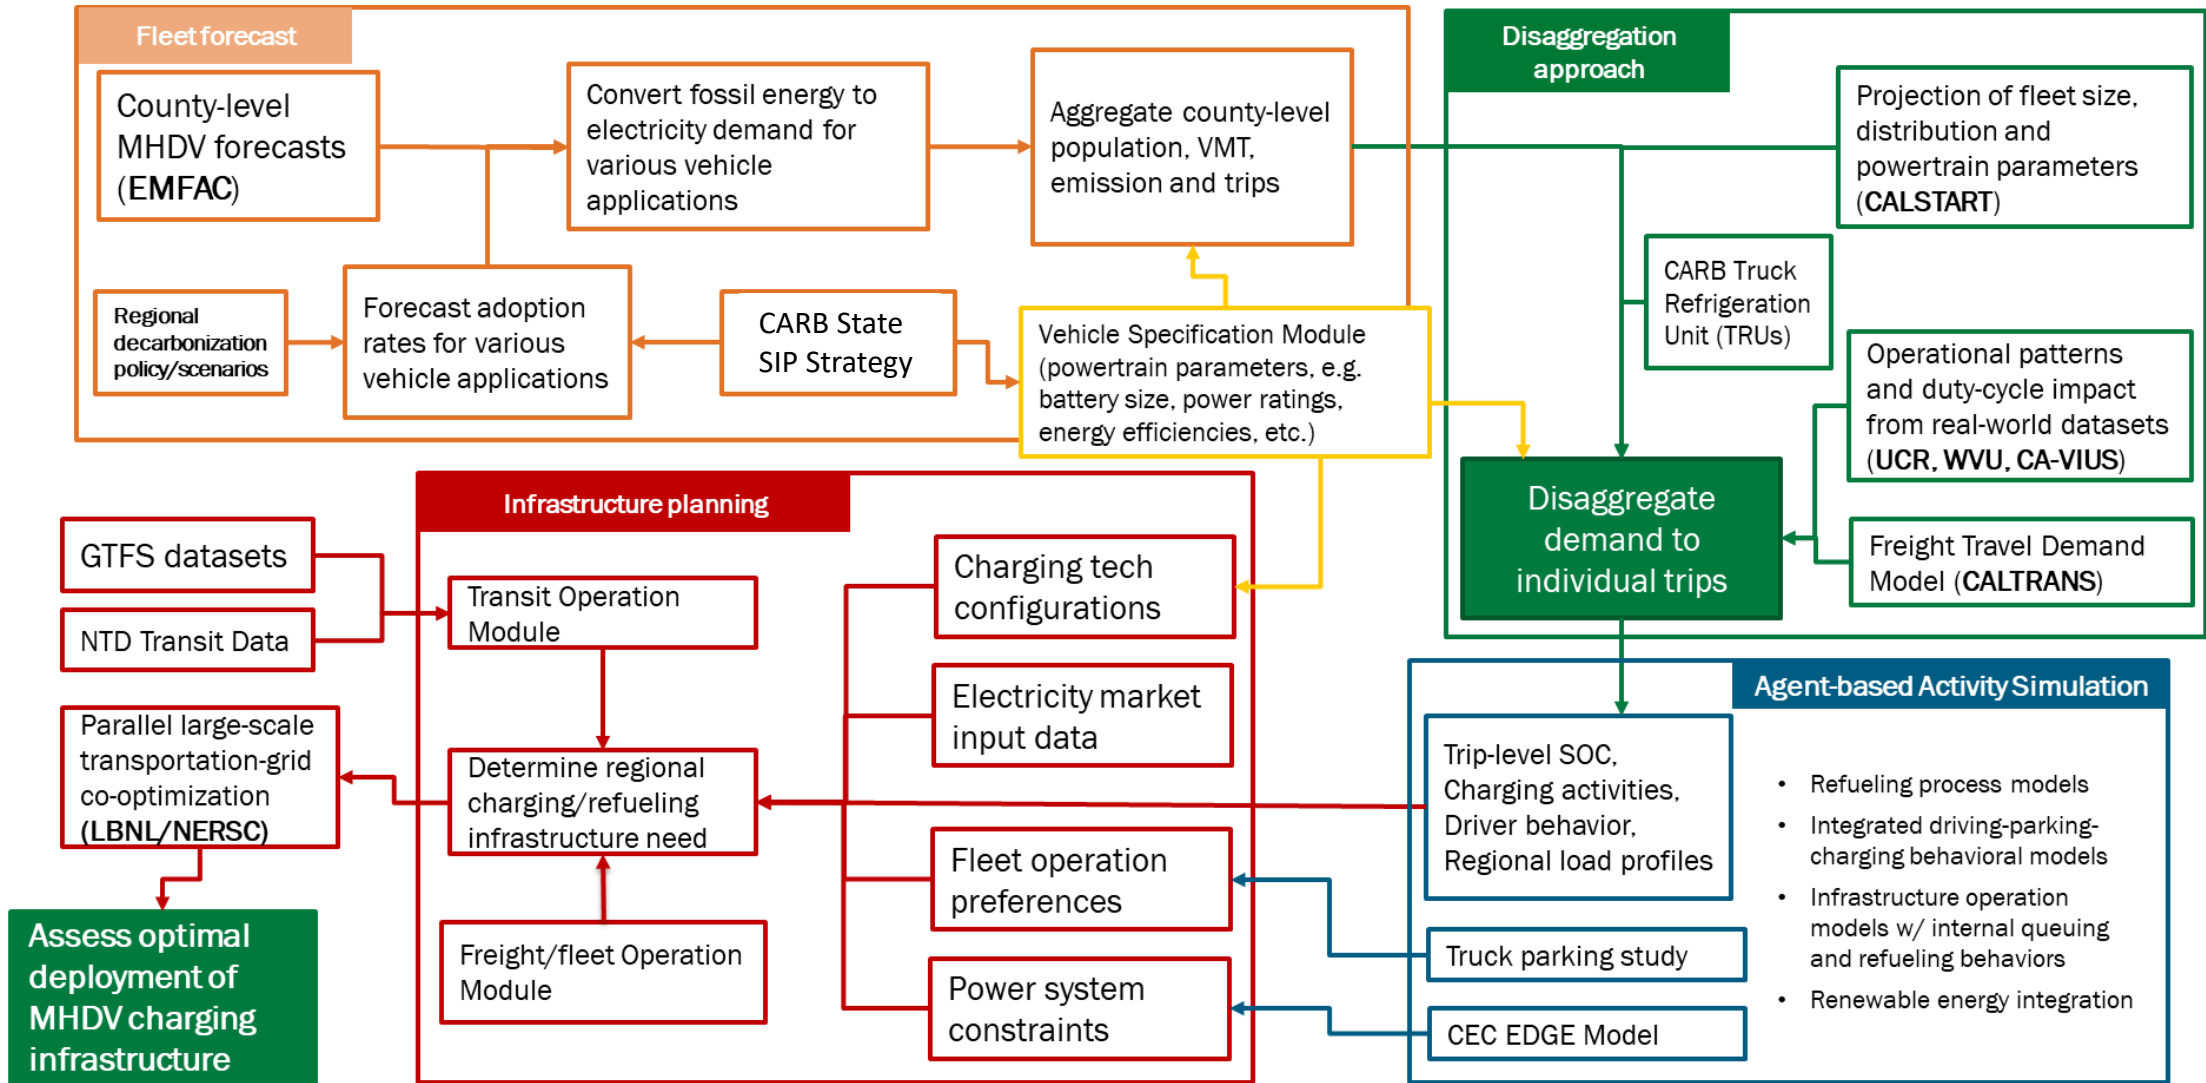 Fleet forecast
County-level
MHDV forecasts
(EMFAC)
Convert fossil energy to
electricity demand for
various vehicle
applications
Aggregate county-level
population, VMT,
emission and trips
Regional
decarbonization
policy/scenarios
Forecast adoption
rates for various
vehicle applications
CARB State
SIP Strategy
Vehicle Specification Module
(powertrain parameters, e.g.
battery size, power ratings,
energy efficiencies, etc.)
Disaggregation
approach
Projection of fleet size,
distribution and
powertrain parameters
(CALSTART)
CARB Truck
Refrigeration
Unit (TRUs)
Operational patterns
and duty-cycle impact
from real-world datasets
(UCR, WVU, CA-VIUS)
Disaggregate
demand to
individual trips
Freight Travel Demand
Model (CALTRANS)
Infrastructure planning
GTFS datasets
NTD Transit Data
Transit Operation
Module
Charging tech
configurations
Electricity market
input data
Parallel large-scale
transportation-grid
co-optimization
(LBNL/NERSC)
Determine regional
charging/refueling
infrastructure need
Fleet operation
preferences
Freight/fleet Operation
Module
Power system
constraints
Assess optimal
deployment of
MHDV charging
infrastructure
Agent-based Activity Simulation
Trip-level SOC,
Charging activities,
Driver behavior,
Regional load profiles
Truck parking study
CEC EDGE Model
• Refueling process models
• Integrated driving-parking-
charging behavioral models
• Infrastructure operation
models w/ internal queuing
and refueling behaviors
• Renewable energy integration